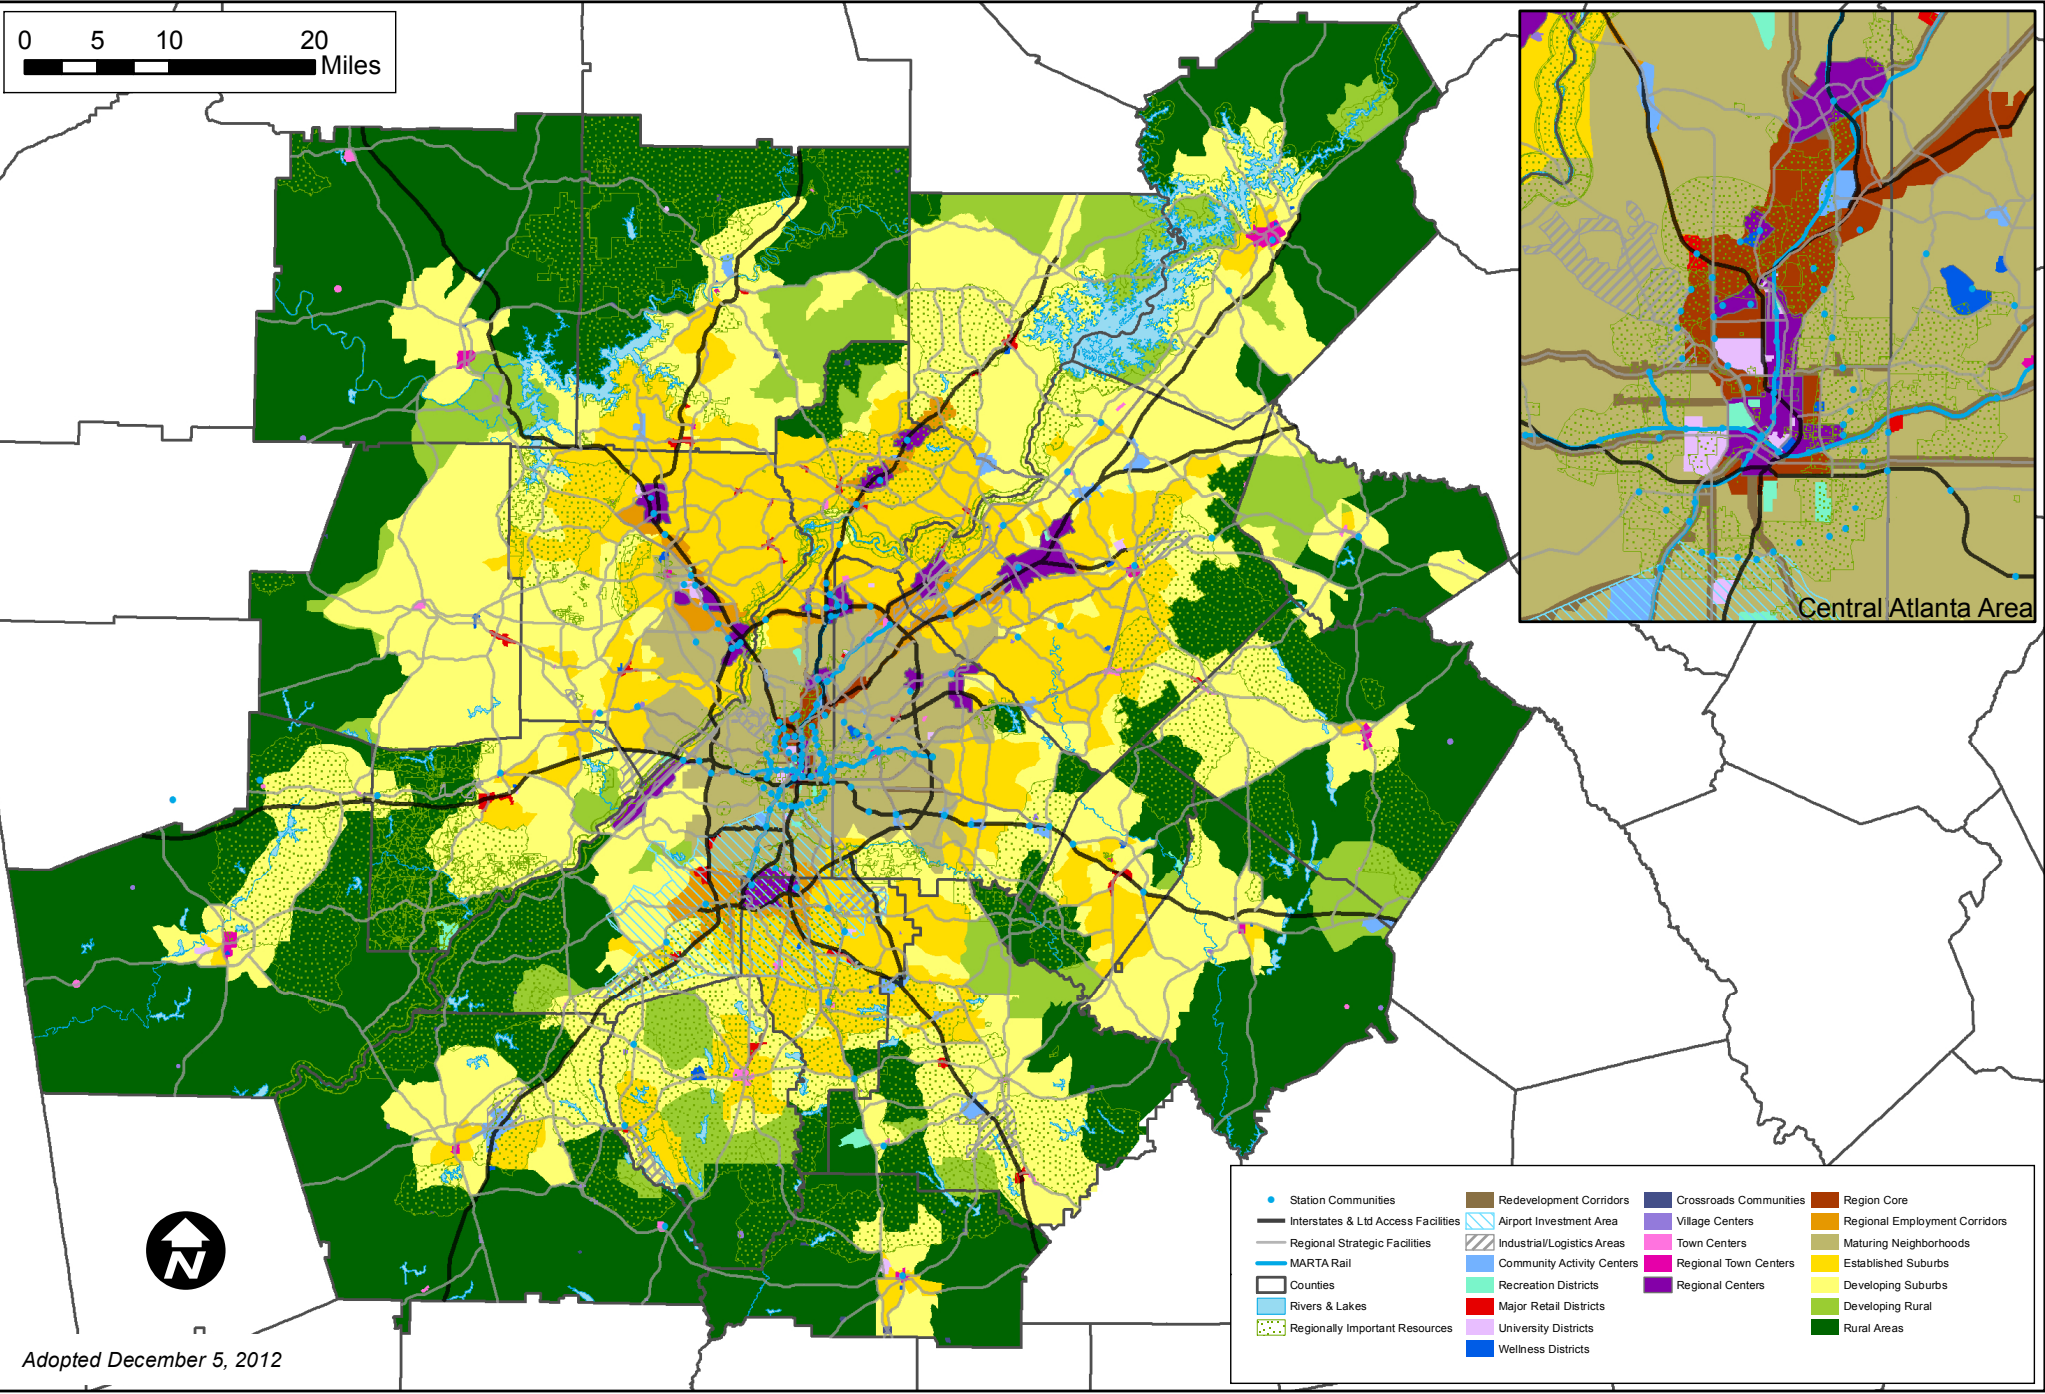 0 5 10 20
Miles
Central Atlanta Area
Station Communities
Interstates & Ltd Access Facilities
Regional Strategic Facilities
MARTA Rail
Counties
Rivers & Lakes
Regionally Important Resources
Redevelopment Corridors
Airport Investment Area
Industrial/Logistics Areas
Community Activity Centers
Recreation Districts
Major Retail Districts
University Districts
Wellness Districts
Crossroads Communities
Village Centers
Town Centers
Regional Town Centers
Regional Centers
Region Core
Regional Employment Corridors
Maturing Neighborhoods
Established Suburbs
Developing Suburbs
Developing Rural
Rural Areas
N
Adopted December 5, 2012